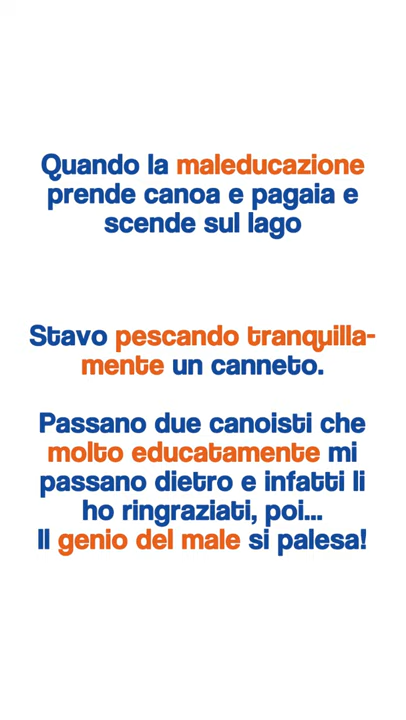 Quando la maleducazione
prende canoa e pagaia e
scende sul lago
Stavo pescando tranquilla-
mente un canneto.
Passano due canoisti che
molto educatamente mi
passano dietro e infatti li
ho ringraziati, poi...
Il genio del male si palesa!